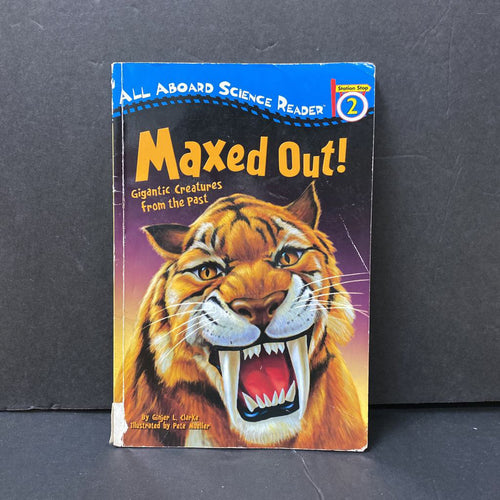 All Aboard Science Reader™
Station Stop
2
Maxed Out!
Gigantic Creatures
from the Past
By Ginjer L. Clarke
Illustrated by Pete Mueller